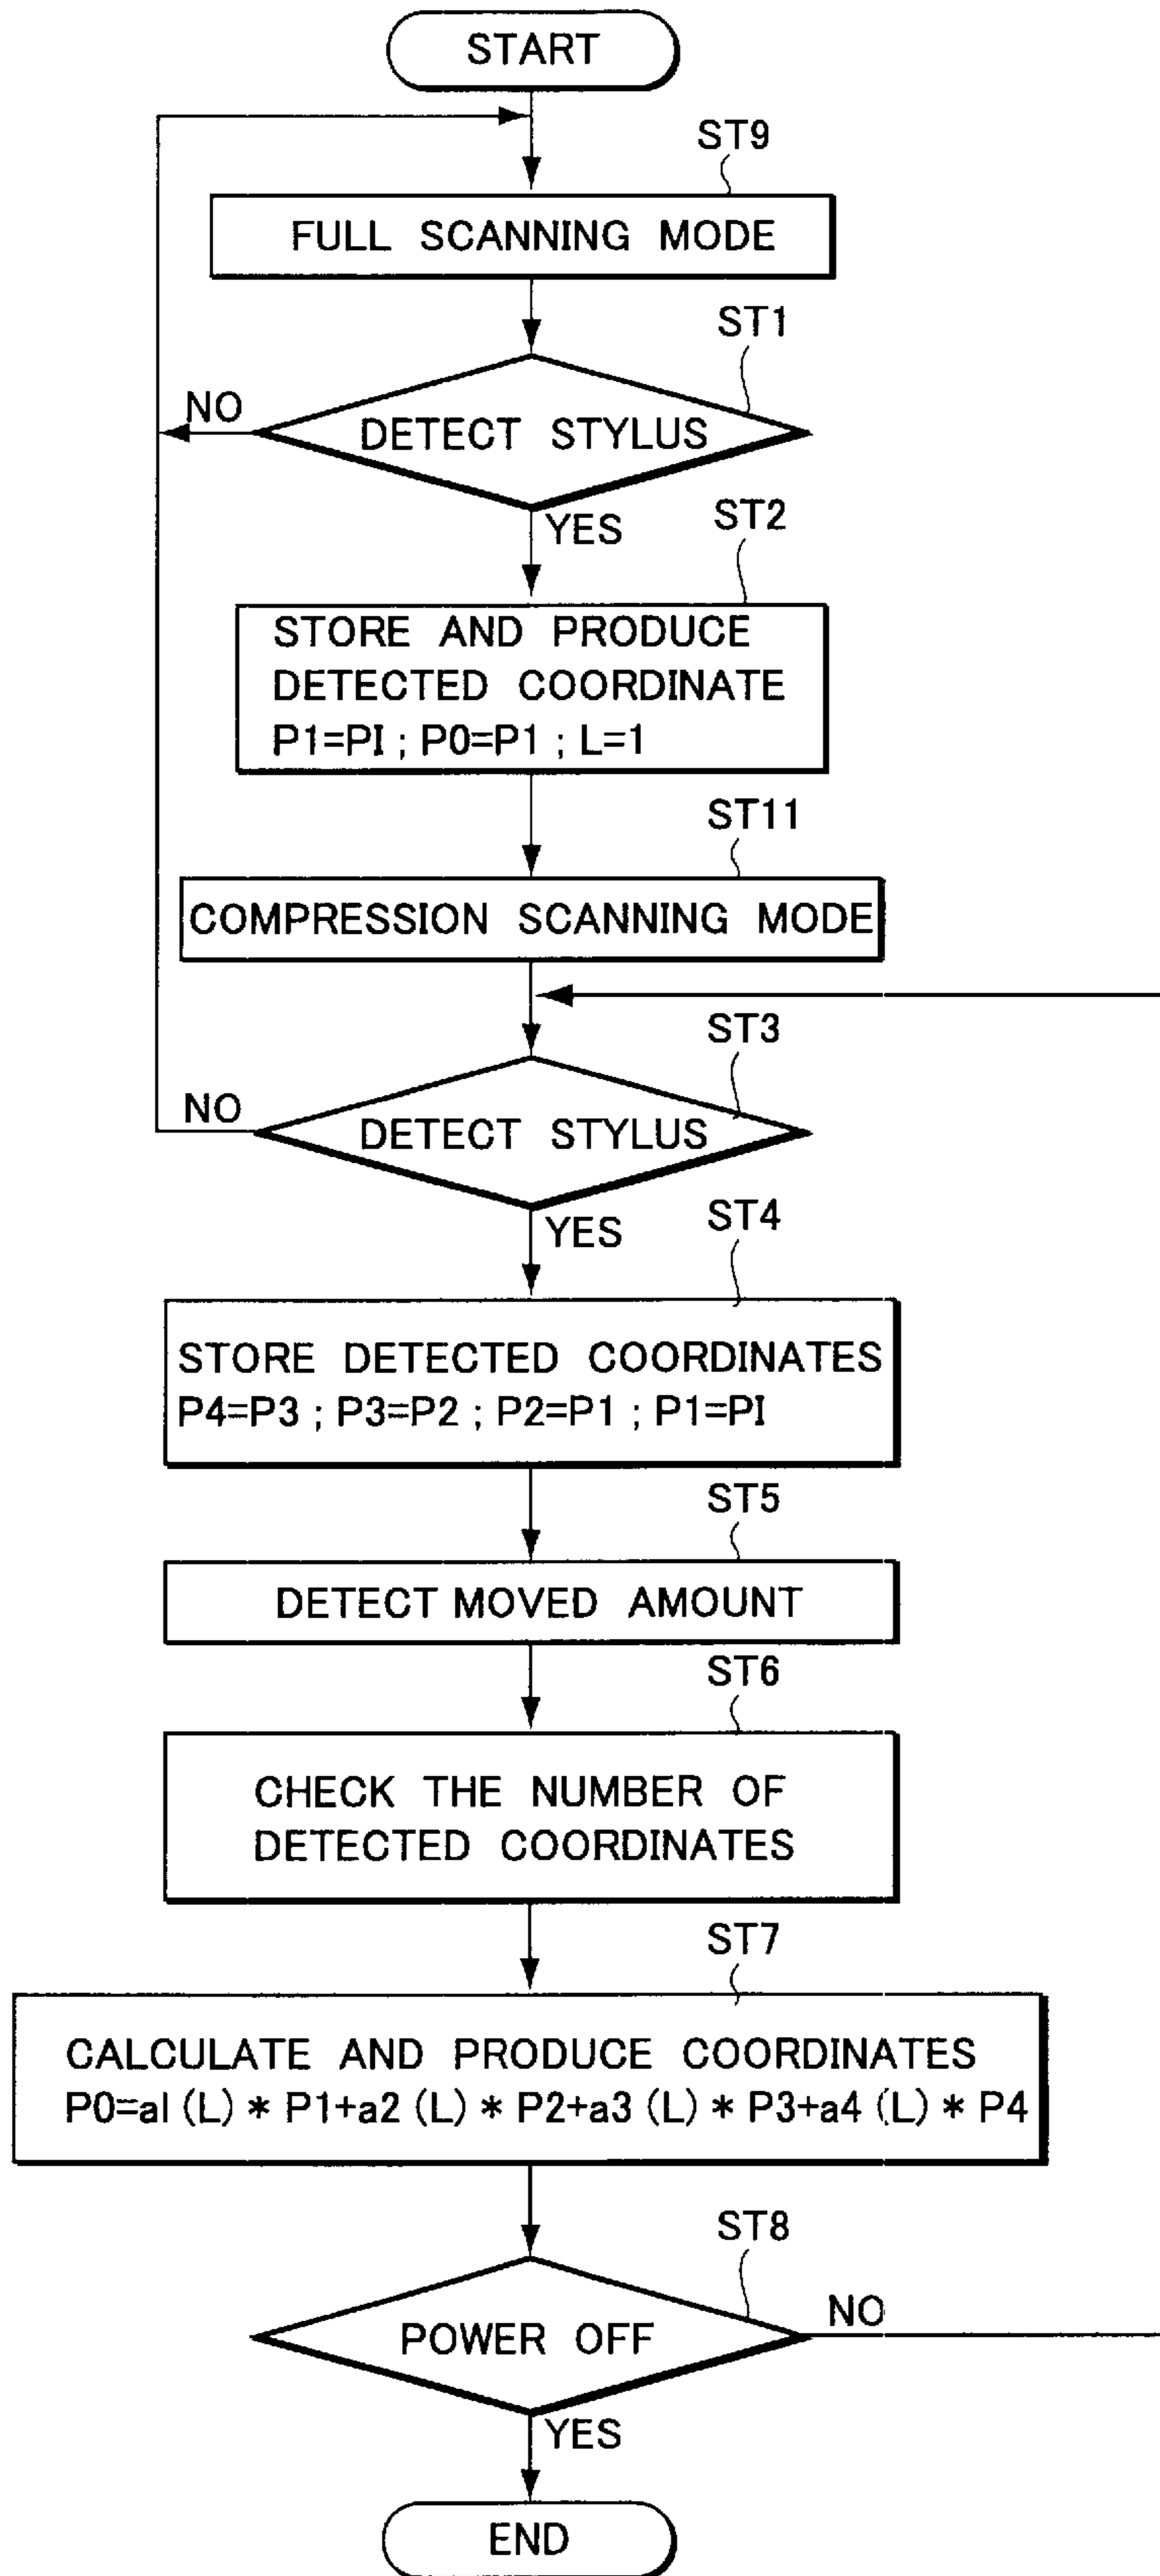 START
ST9
FULL SCANNING MODE
ST1
DETECT STYLUS
NO
YES
ST2
STORE AND PRODUCE
DETECTED COORDINATE
P1=PI ; P0=P1 ; L=1
ST11
COMPRESSION SCANNING MODE
ST3
DETECT STYLUS
NO
YES
ST4
STORE DETECTED COORDINATES
P4=P3 ; P3=P2 ; P2=P1 ; P1=PI
ST5
DETECT MOVED AMOUNT
ST6
CHECK THE NUMBER OF
DETECTED COORDINATES
ST7
CALCULATE AND PRODUCE COORDINATES
P0=al (L) * P1+a2 (L) * P2+a3 (L) * P3+a4 (L) * P4
ST8
POWER OFF
NO
YES
END